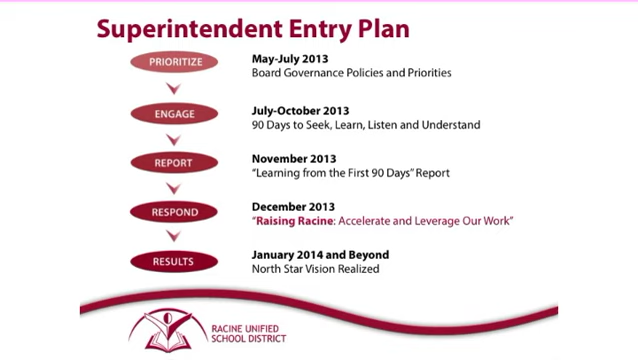 Superintendent Entry Plan
PRIORITIZE
May-July 2013
Board Governance Policies and Priorities
ENGAGE
July-October 2013
90 Days to Seek, Learn, Listen and Understand
REPORT
November 2013
“Learning from the First 90 Days” Report
RESPOND
December 2013
“Raising Racine: Accelerate and Leverage Our Work”
RESULTS
January 2014 and Beyond
North Star Vision Realized
RACINE UNIFIED
SCHOOL DISTRICT